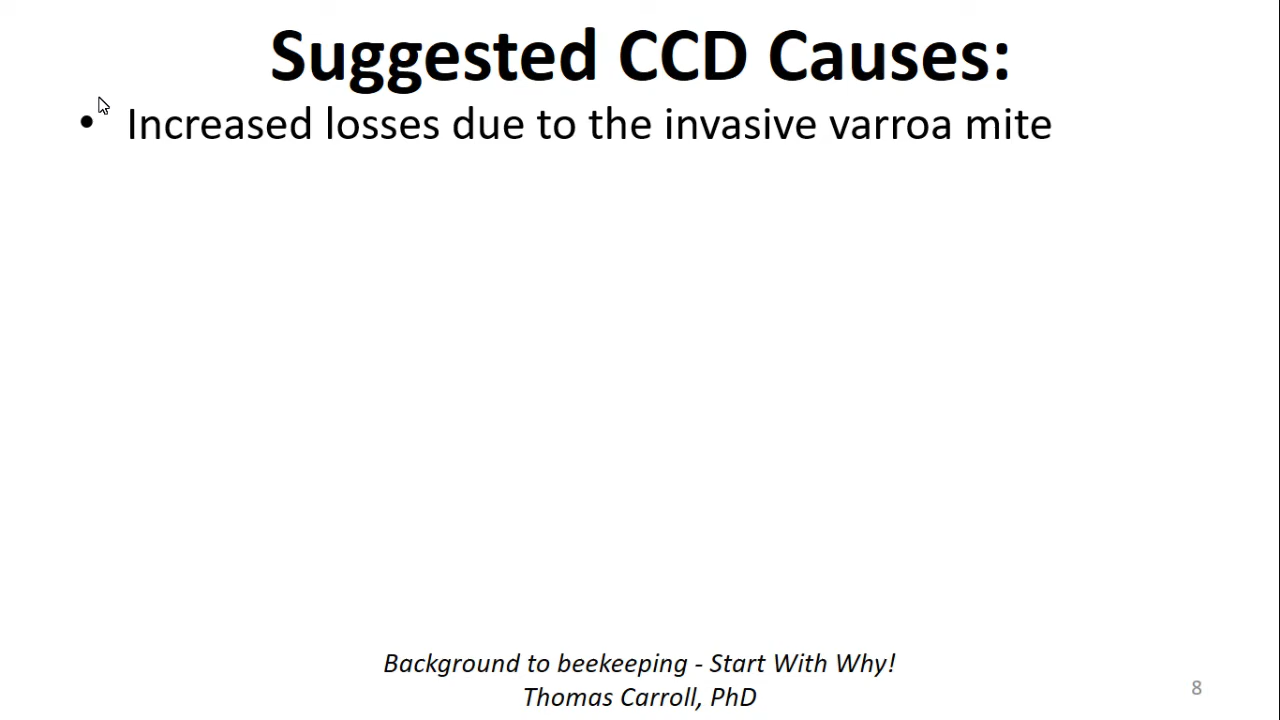 Suggested CCD Causes:
• Increased losses due to the invasive varroa mite
Background to beekeeping - Start With Why!
Thomas Carroll, PhD
8